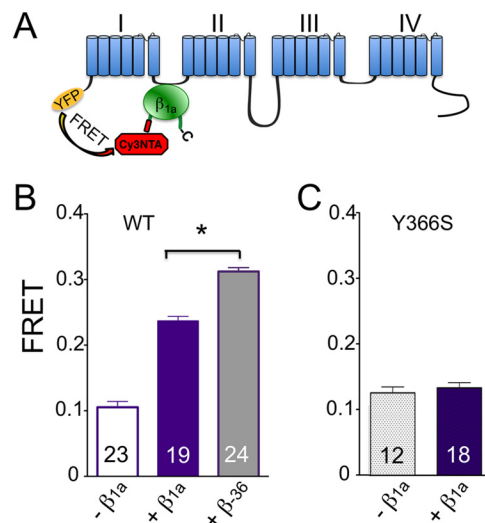 A
I II III IV
YFP
FRET
β1a
C
Cy3NTA
B
WT
*
FRET
0.4
0.3
0.2
0.1
0
23 19 24
- β1a + β1a + β-36
C
Y366S
0.4
0.3
0.2
0.1
0
12 18
- β1a + β1a